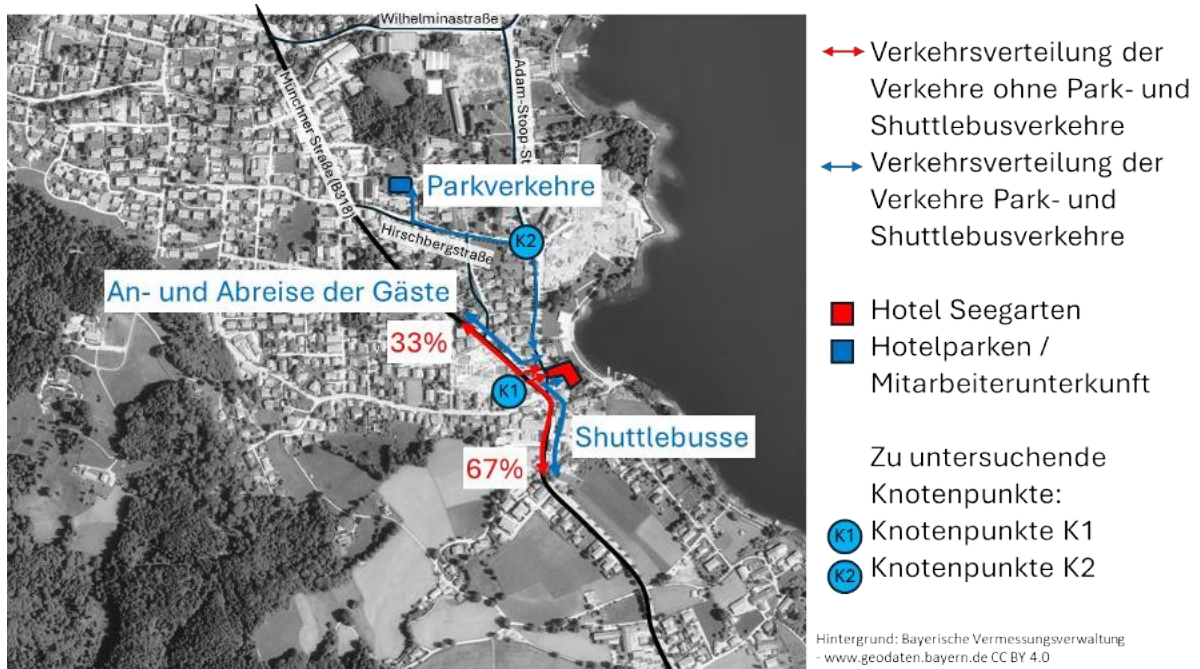 Wilhelminastraße
Münchner Straße (B318)
Adam-Stoop-St
Parkverkehre
K2
Hirschbergstraße
An- und Abreise der Gäste
33%
K1
Shuttlebusse
67%
Verkehrsverteilung der
Verkehre ohne Park- und
Shuttlebusverkehre
Verkehrsverteilung der
Verkehre Park- und
Shuttlebusverkehre
Hotel Seegarten
Hotelparken /
Mitarbeiterunterkunft
Zu untersuchende
Knotenpunkte:
K1 Knotenpunkte K1
K2 Knotenpunkte K2
Hintergrund: Bayerische Vermessungsverwaltung
- www.geodaten.bayern.de CC BY 4.0